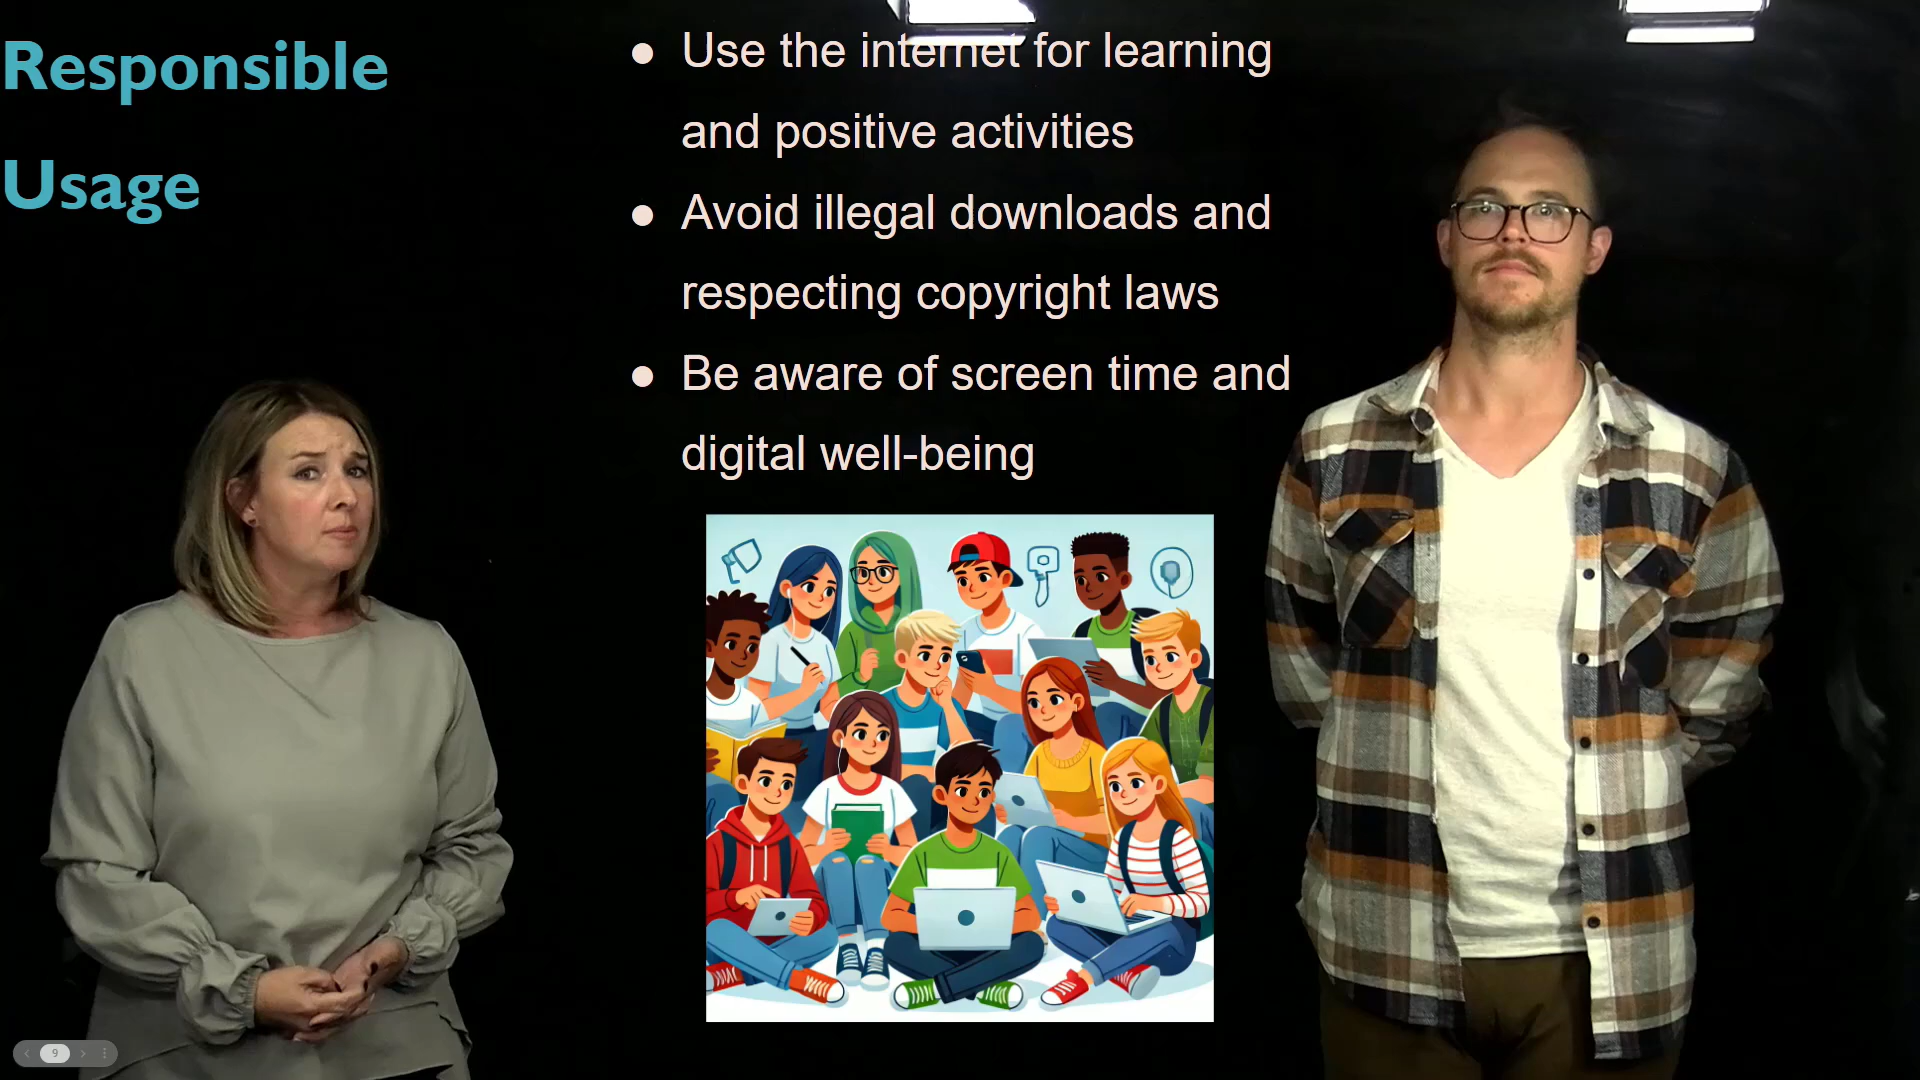 Responsible
Usage
● Use the internet for learning
and positive activities
● Avoid illegal downloads and
respecting copyright laws
● Be aware of screen time and
digital well-being
9